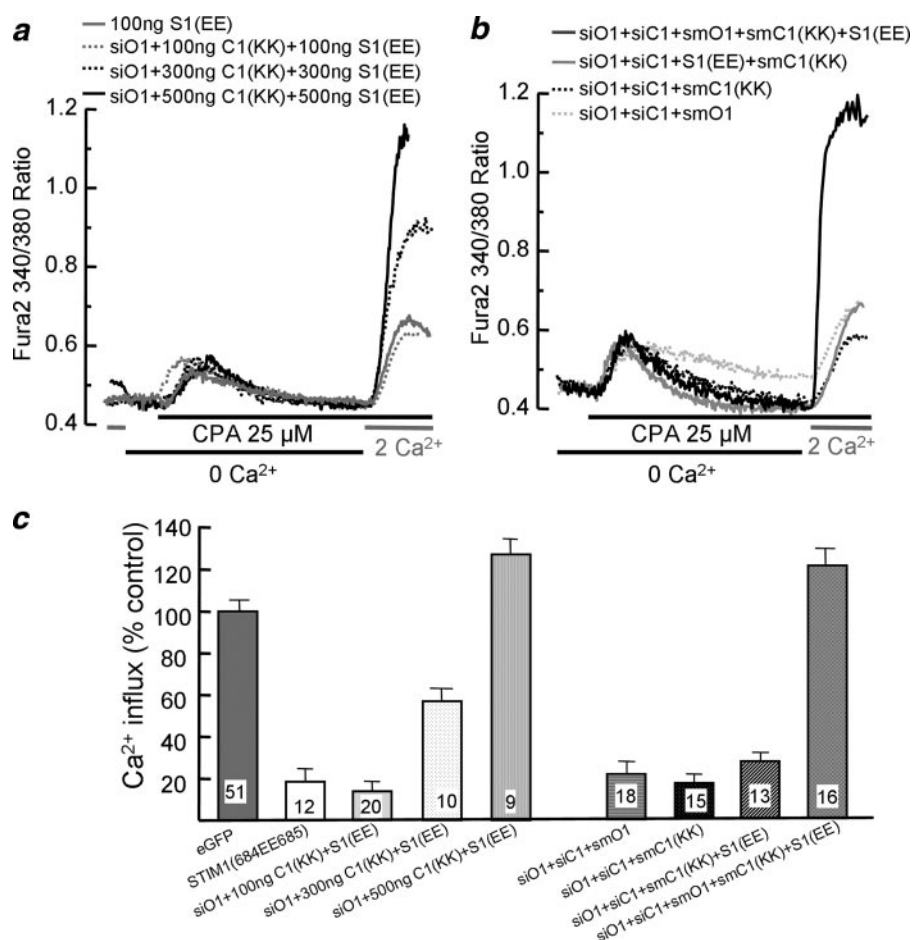 a
100ng S1(EE)
siO1+100ng C1(KK)+100ng S1(EE)
siO1+300ng C1(KK)+300ng S1(EE)
siO1+500ng C1(KK)+500ng S1(EE)
Fura2 340/380 Ratio
1.2
1.0
0.8
0.6
0.4
CPA 25 µM
2 Ca2+
0 Ca2+
b
siO1+siC1+smO1+smC1(KK)+S1(EE)
siO1+siC1+S1(EE)+smC1(KK)
siO1+siC1+smC1(KK)
siO1+siC1+smO1
Fura2 340/380 Ratio
1.2
1.0
0.8
0.6
0.4
CPA 25 µM
2 Ca2+
0 Ca2+
c
Ca2+ influx (% control)
140
120
100
80
60
40
20
51
12
20
10
9
18
15
13
16
eGFP
STIM1(684EE685)
siO1+100ng C1(KK)+S1(EE)
siO1+300ng C1(KK)+S1(EE)
siO1+500ng C1(KK)+S1(EE)
siO1+siC1+smO1
siO1+siC1+smC1(KK)
siO1+siC1+smC1(KK)+S1(EE)
siO1+siC1+smO1+smC1(KK)+S1(EE)